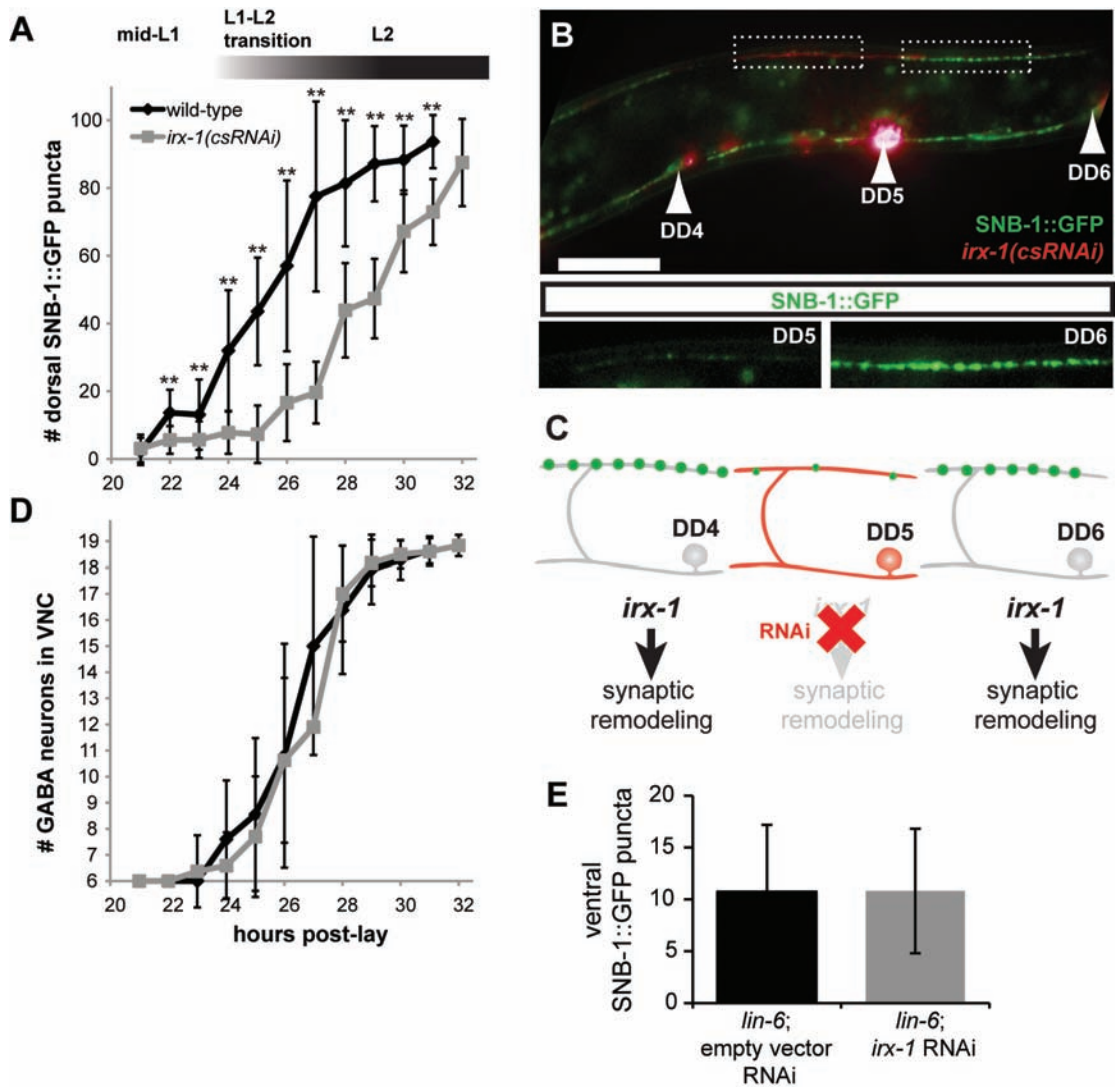 A
mid-L1
L1-L2
transition
L2
wild-type
irx-1(csRNAi)
# dorsal SNB-1::GFP puncta
100
80
60
40
20
0
** ** ** ** ** ** ** ** ** **
20 22 24 26 28 30 32
B
DD4
DD5
DD6
SNB-1::GFP
irx-1(csRNAi)
SNB-1::GFP
DD5
DD6
C
DD4
DD5
DD6
irx-1
irx-1
irx-1
RNAi
synaptic
remodeling
synaptic
remodeling
synaptic
remodeling
D
# GABA neurons in VNC
19
18
17
16
15
14
13
12
11
10
9
8
7
6
20 22 24 26 28 30 32
hours post-lay
E
ventral
SNB-1::GFP puncta
20
15
10
5
0
lin-6;
empty vector
RNAi
lin-6;
irx-1 RNAi